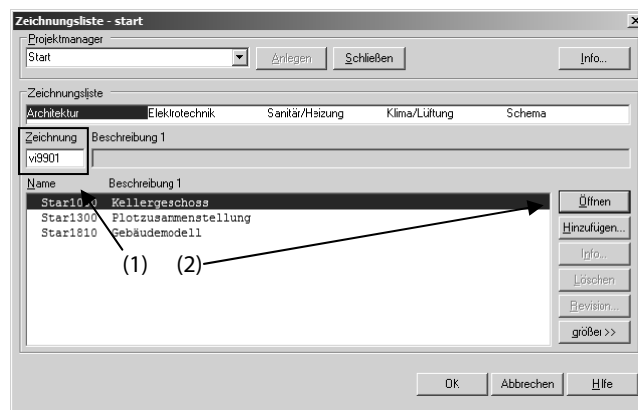 Zeichnungsliste - start
Projektmanager
Start
Anlegen
Schließen
Info...
Zeichnungsliste
Architektur Elektrotechnik Sanitär/Heizung Klima/Lüftung Schema
Zeichnung Beschreibung 1
vi9901
Name Beschreibung 1
Kellergeschoss
Star1300 Plotzusammenstellung
Star1810 Gebäudemodell
(1) (2)
Öffnen
Hinzufügen...
Info...
Löschen
Revision...
größer >>
OK Abbrechen Hilfe